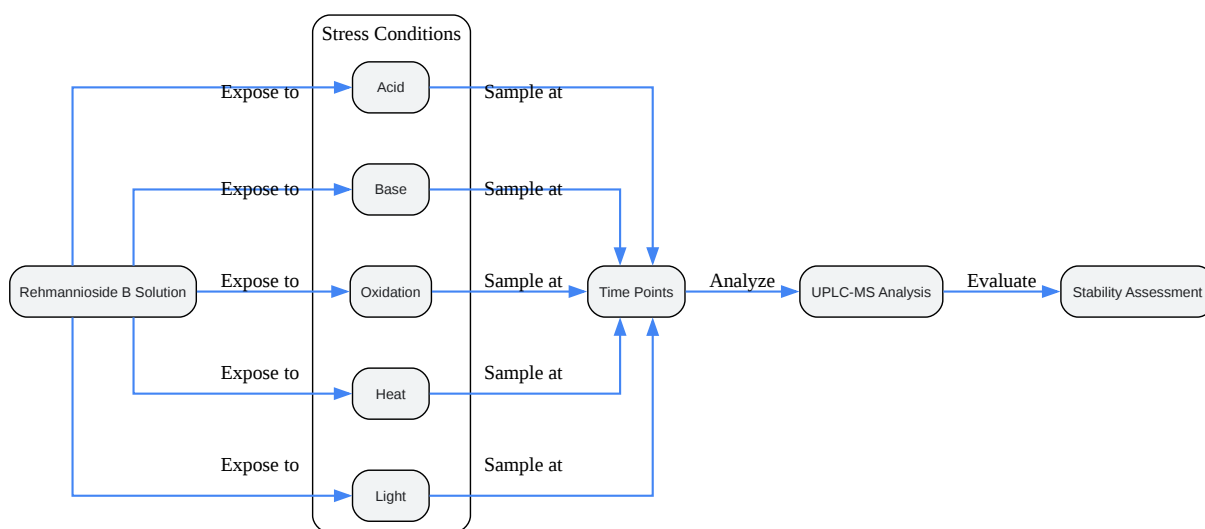 Stress Conditions
Expose to
Acid
Sample at
Expose to
Base
Sample at
Rehmannioside B Solution
Expose to
Oxidation
Sample at
Time Points
Analyze
UPLC-MS Analysis
Evaluate
Stability Assessment
Expose to
Heat
Sample at
Expose to
Light
Sample at